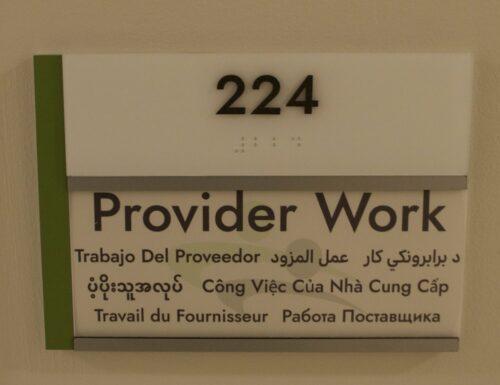 224
⠼⠃⠃⠙
Provider Work
Trabajo Del Proveedor عمل المزود د برابرونکي کار
ပံ့ပိုးသူအလုပ် Công Việc Của Nhà Cung Cấp
Travail du Fournisseur Работа Поставщика